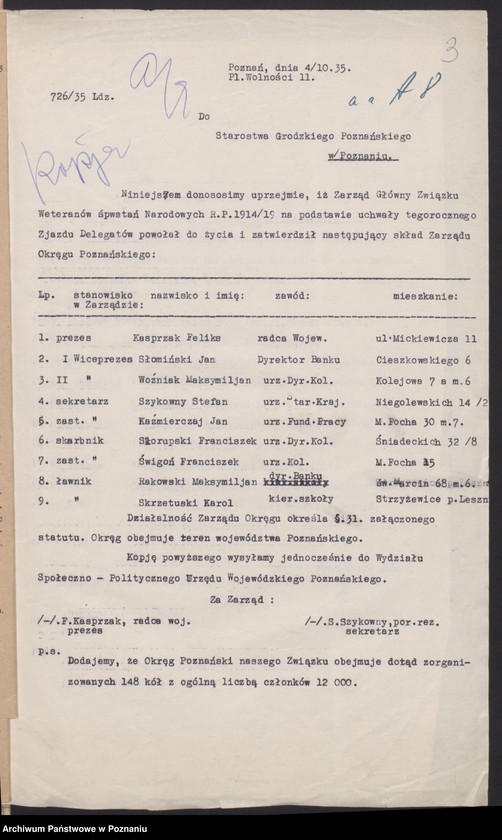 3
Poznań, dnia 4/10.35.
Pl.Wolności 11.
a a A 8
726/35 Ldz.
Do
Starostwa Grodzkiego Poznańskiego
w/Poznaniu.
Kopja
Niniejszem donosimy uprzejmie, iż Zarząd Główny Związku
Weteranów Powstań Narodowych R.P.1914/19 na podstawie uchwały tegorocznego
Zjazdu Delegatów powołał do życia i zatwierdził następujący skład Zarządu
Okręgu Poznańskiego:
Lp. stanowisko nazwisko i imię: zawód: mieszkanie:
w Zarządzie:
1. prezes Kasprzak Feliks radca Wojew. ul.Mickiewicza 11
2. I Wiceprezes Słomiński Jan Dyrektor Banku Cieszkowskiego 6
3. II " Woźniak Maksymiljan urz.Dyr.Kol. Kolejowa 7 a m.6
4. sekretarz Szykowny Stefan urz.Star.Kraj. Niegolewskich 14 /2
5. zast. " Kaźmierczaj Jan urz.Fund.Pracy M.Focha 30 m.7.
6. skarbnik Skorupski Franciszek urz.Dyr.Kol. Śniadeckich 32 /8
7. zast. " Świgoń Franciszek urz.Kol. M.Focha 15
8. ławnik Rakowski Maksymiljan dyr.Banku Św.Marcin 68 m.6.
9. " Skrzetuski Karol kier.szkoły Strzyżewice p.Leszn
Działalność Zarządu Okręgu określa §.31. załączonego
statutu. Okręg obejmuje teren województwa Poznańskiego.
Kopję powyższego wysyłamy jednocześnie do Wydziału
Społeczno - Politycznego Urzędu Wojewódzkiego Poznańskiego.
Za Zarząd :
/-/.F.Kasprzak, radca woj. /-/.S.Szykowny,por.rez.
prezes sekretarz
p.s.
Dodajemy, że Okręg Poznański naszego Związku obejmuje dotąd zorgani-
zowanych 148 kół z ogólną liczbą członków 12 000.
Archiwum Państwowe w Poznaniu